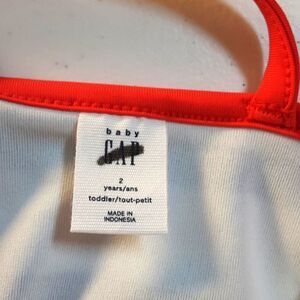 baby
GAP
2
years/ans
toddler/tout-petit
MADE IN
INDONESIA